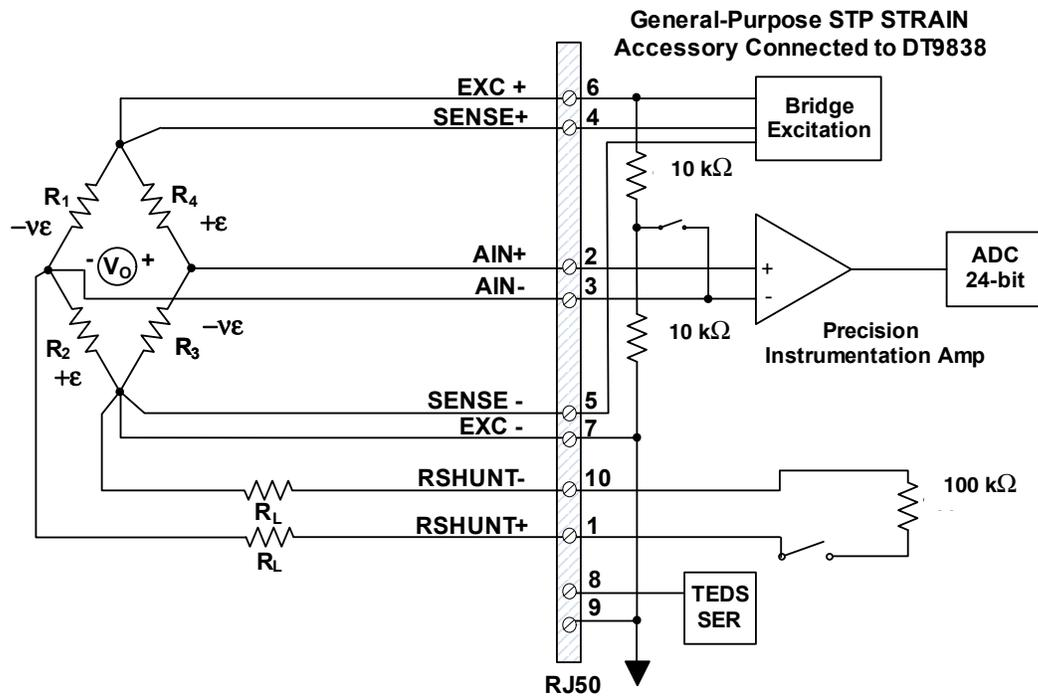 General-Purpose STP STRAIN
Accessory Connected to DT9838
EXC +
6
Bridge
Excitation
SENSE+
4
10 kΩ
R1
R4
−νε
+ε
- VO +
AIN+
2
+
ADC
24-bit
AIN-
3
-
−νε
10 kΩ
Precision
Instrumentation Amp
R2
R3
+ε
SENSE -
5
EXC -
7
RSHUNT-
10
100 kΩ
RL
RSHUNT+
1
RL
8
TEDS
SER
9
RJ50